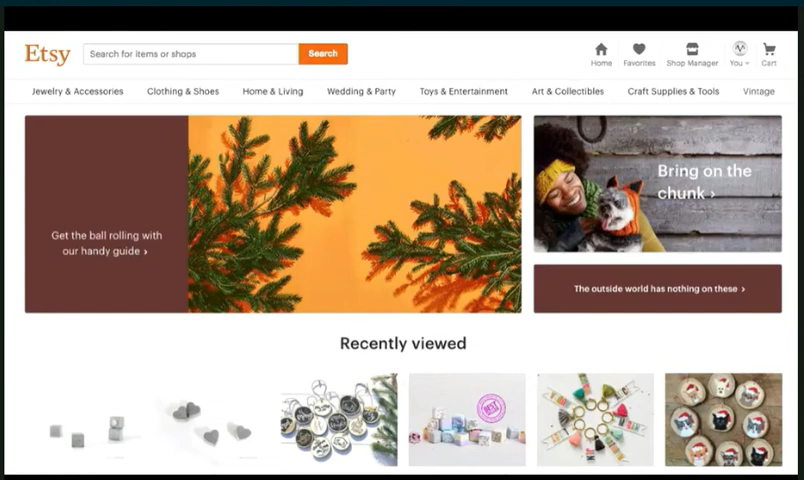 Etsy
Search for items or shops
Search
Home
Favorites
Shop Manager
You
Cart
Jewelry & Accessories
Clothing & Shoes
Home & Living
Wedding & Party
Toys & Entertainment
Art & Collectibles
Craft Supplies & Tools
Vintage
Get the ball rolling with
our handy guide ›
Bring on the
chunk ›
The outside world has nothing on these ›
Recently viewed